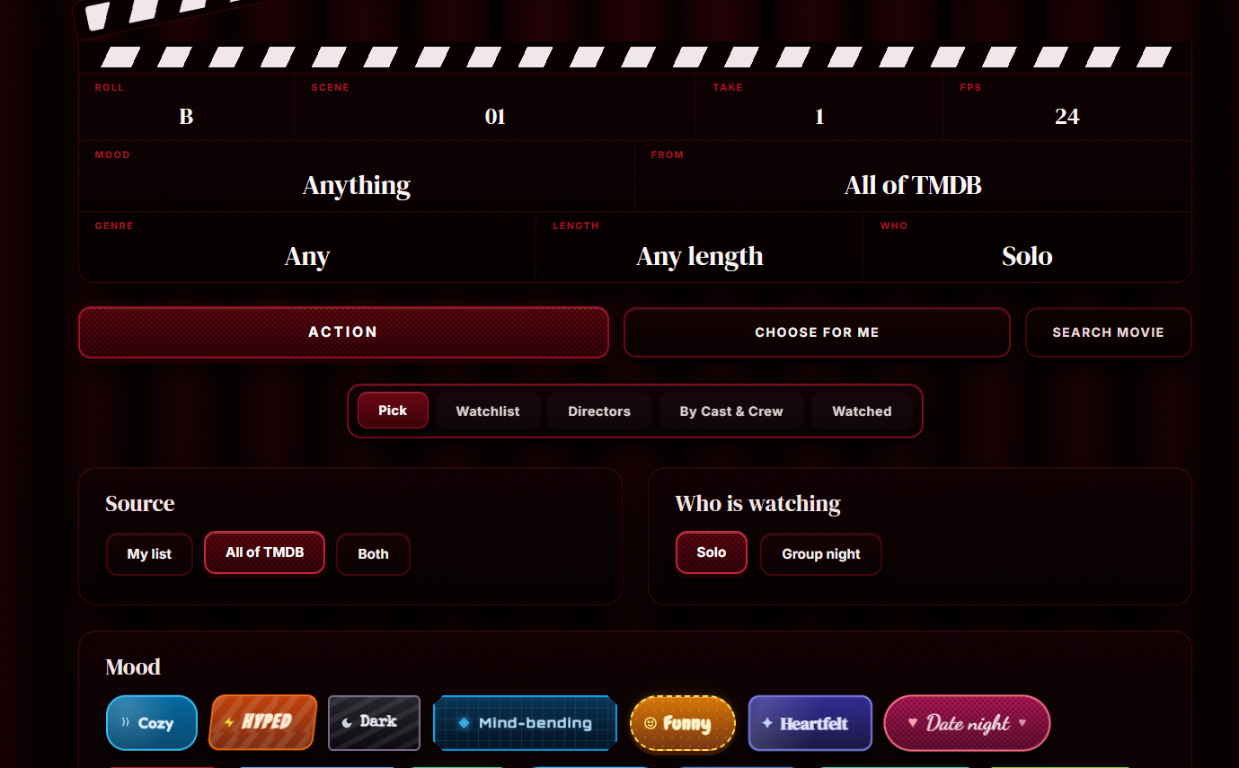 ROLL SCENE TAKE FPS
B 01 1 24
MOOD FROM
Anything All of TMDB
GENRE LENGTH WHO
Any Any length Solo
ACTION CHOOSE FOR ME SEARCH MOVIE
Pick Watchlist Directors By Cast & Crew Watched
Source Who is watching
My list All of TMDB Both Solo Group night
Mood
Cozy HYPED Dark Mind-bending Funny Heartfelt Date night